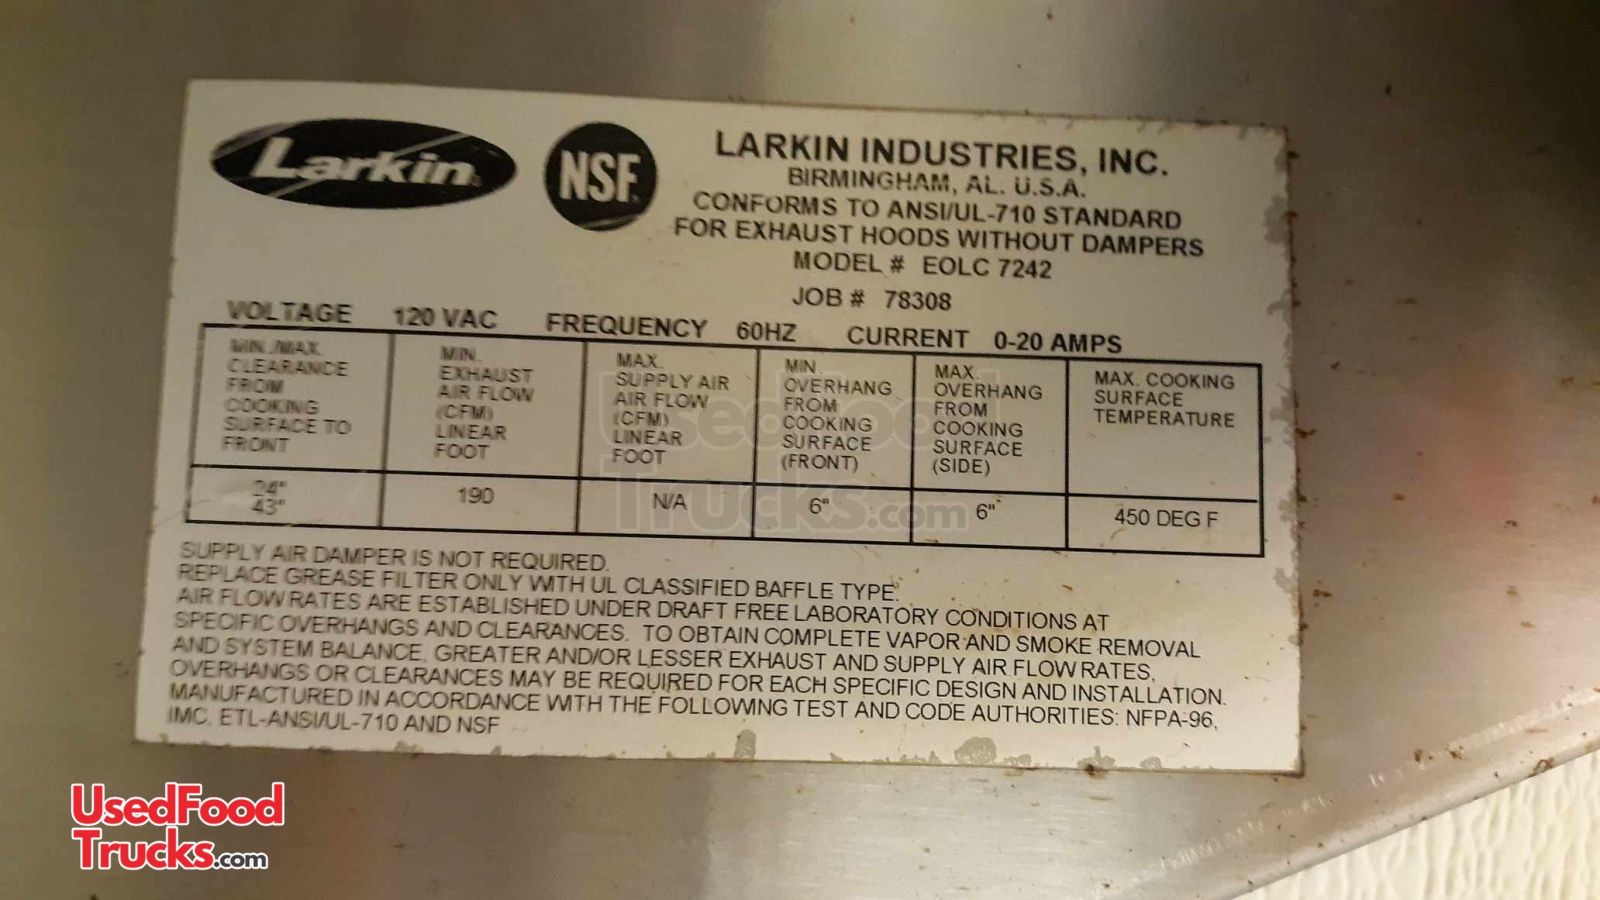 Larkin
NSF
LARKIN INDUSTRIES, INC.
BIRMINGHAM, AL. U.S.A.
CONFORMS TO ANSI/UL-710 STANDARD
FOR EXHAUST HOODS WITHOUT DAMPERS
MODEL # EOLC 7242
JOB # 78308
VOLTAGE 120 VAC FREQUENCY 60HZ CURRENT 0-20 AMPS
MIN./MAX.
CLEARANCE
FROM
COOKING
SURFACE TO
FRONT
MIN.
EXHAUST
AIR FLOW
(CFM)
LINEAR
FOOT
MAX.
SUPPLY AIR
AIR FLOW
(CFM)
LINEAR
FOOT
MIN.
OVERHANG
FROM
COOKING
SURFACE
(FRONT)
MAX.
OVERHANG
FROM
COOKING
SURFACE
(SIDE)
MAX. COOKING
SURFACE
TEMPERATURE
24"
43"
190
N/A
6"
6"
450 DEG F
SUPPLY AIR DAMPER IS NOT REQUIRED.
REPLACE GREASE FILTER ONLY WITH UL CLASSIFIED BAFFLE TYPE.
AIR FLOW RATES ARE ESTABLISHED UNDER DRAFT FREE LABORATORY CONDITIONS AT
SPECIFIC OVERHANGS AND CLEARANCES. TO OBTAIN COMPLETE VAPOR AND SMOKE REMOVAL
AND SYSTEM BALANCE, GREATER AND/OR LESSER EXHAUST AND SUPPLY AIR FLOW RATES,
OVERHANGS OR CLEARANCES MAY BE REQUIRED FOR EACH SPECIFIC DESIGN AND INSTALLATION.
MANUFACTURED IN ACCORDANCE WITH THE FOLLOWING TEST AND CODE AUTHORITIES: NFPA-96,
IMC, ETL-ANSI/UL-710 AND NSF
UsedFood
Trucks.com
UsedFood
Trucks.com